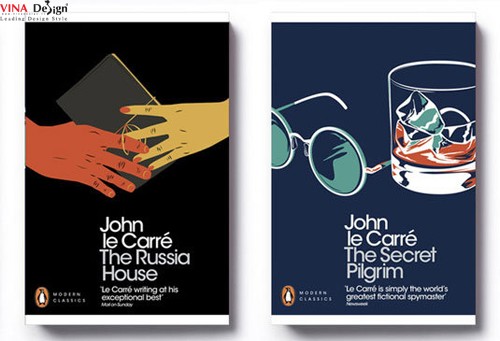 VINA Design
Leading Design Style
John
le Carré
The Russia
House
MODERN
CLASSICS
'Le Carré writing at his
exceptional best'
Mail on Sunday
John
le Carré
The Secret
Pilgrim
MODERN
CLASSICS
'Le Carré is simply the world's
greatest fictional spymaster'
Newsweek